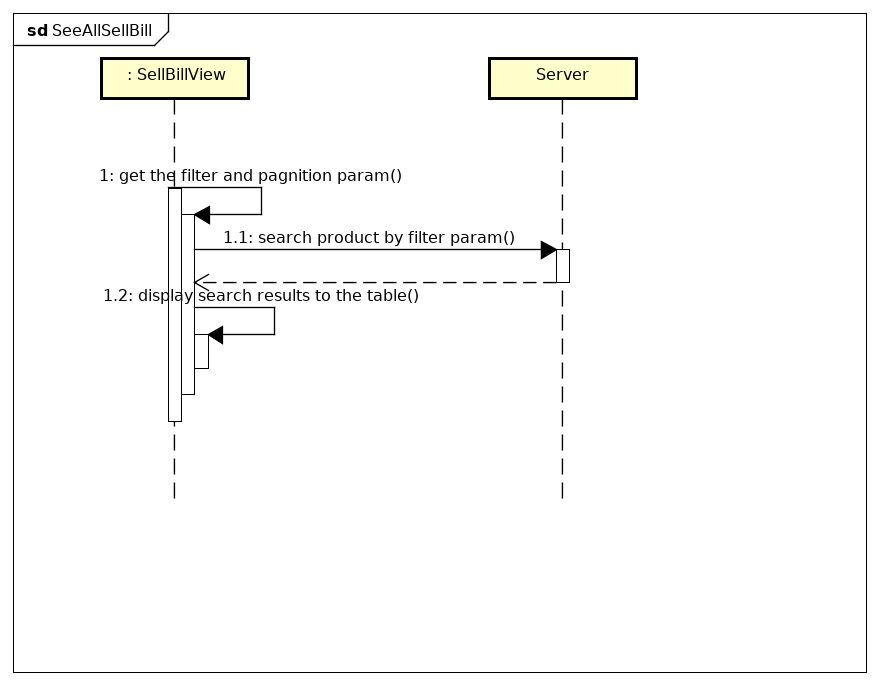 sd SeeAllSellBill
: SellBillView
Server
1: get the filter and pagnition param()
1.1: search product by filter param()
1.2: display search results to the table()